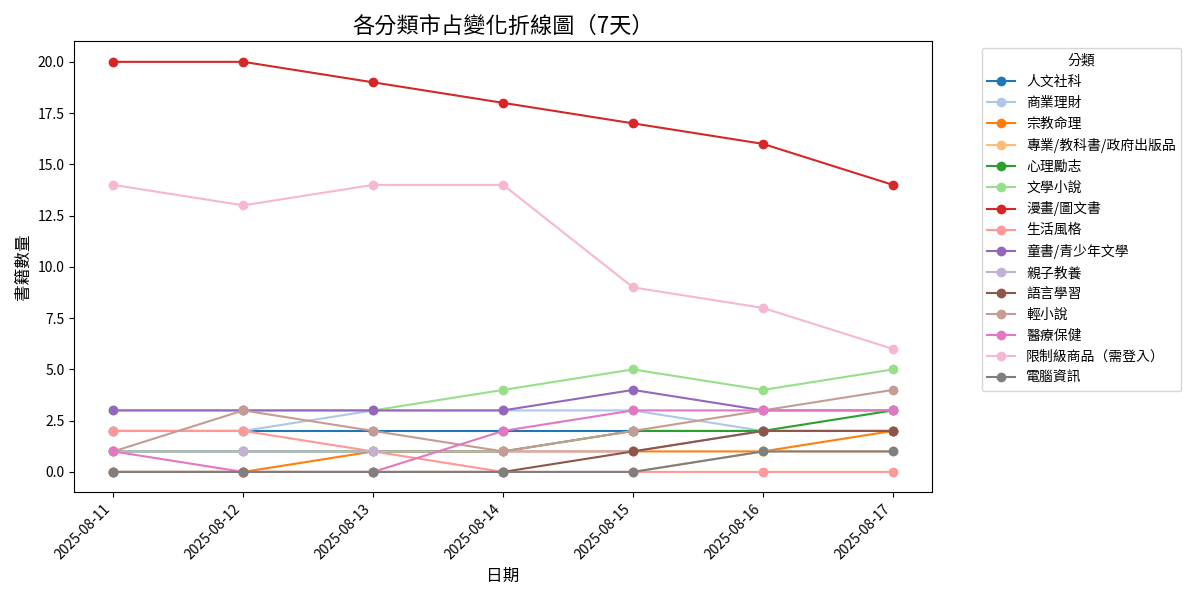 各分類市占變化折線圖（7天）
書籍數量
20.0
17.5
15.0
12.5
10.0
7.5
5.0
2.5
0.0
2025-08-11
2025-08-12
2025-08-13
2025-08-14
2025-08-15
2025-08-16
2025-08-17
日期
分類
人文社科
商業理財
宗教命理
專業/教科書/政府出版品
心理勵志
文學小說
漫畫/圖文書
生活風格
童書/青少年文學
親子教養
語言學習
輕小說
醫療保健
限制級商品（需登入）
電腦資訊